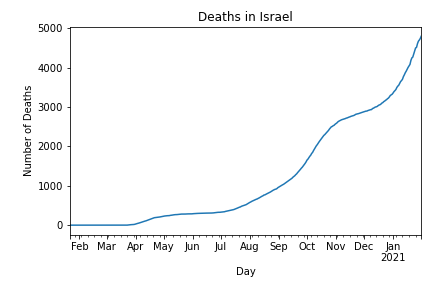 Deaths in Israel
5000
4000
3000
2000
1000
0
Number of Deaths
Feb Mar Apr May Jun Jul Aug Sep Oct Nov Dec Jan
2021
Day